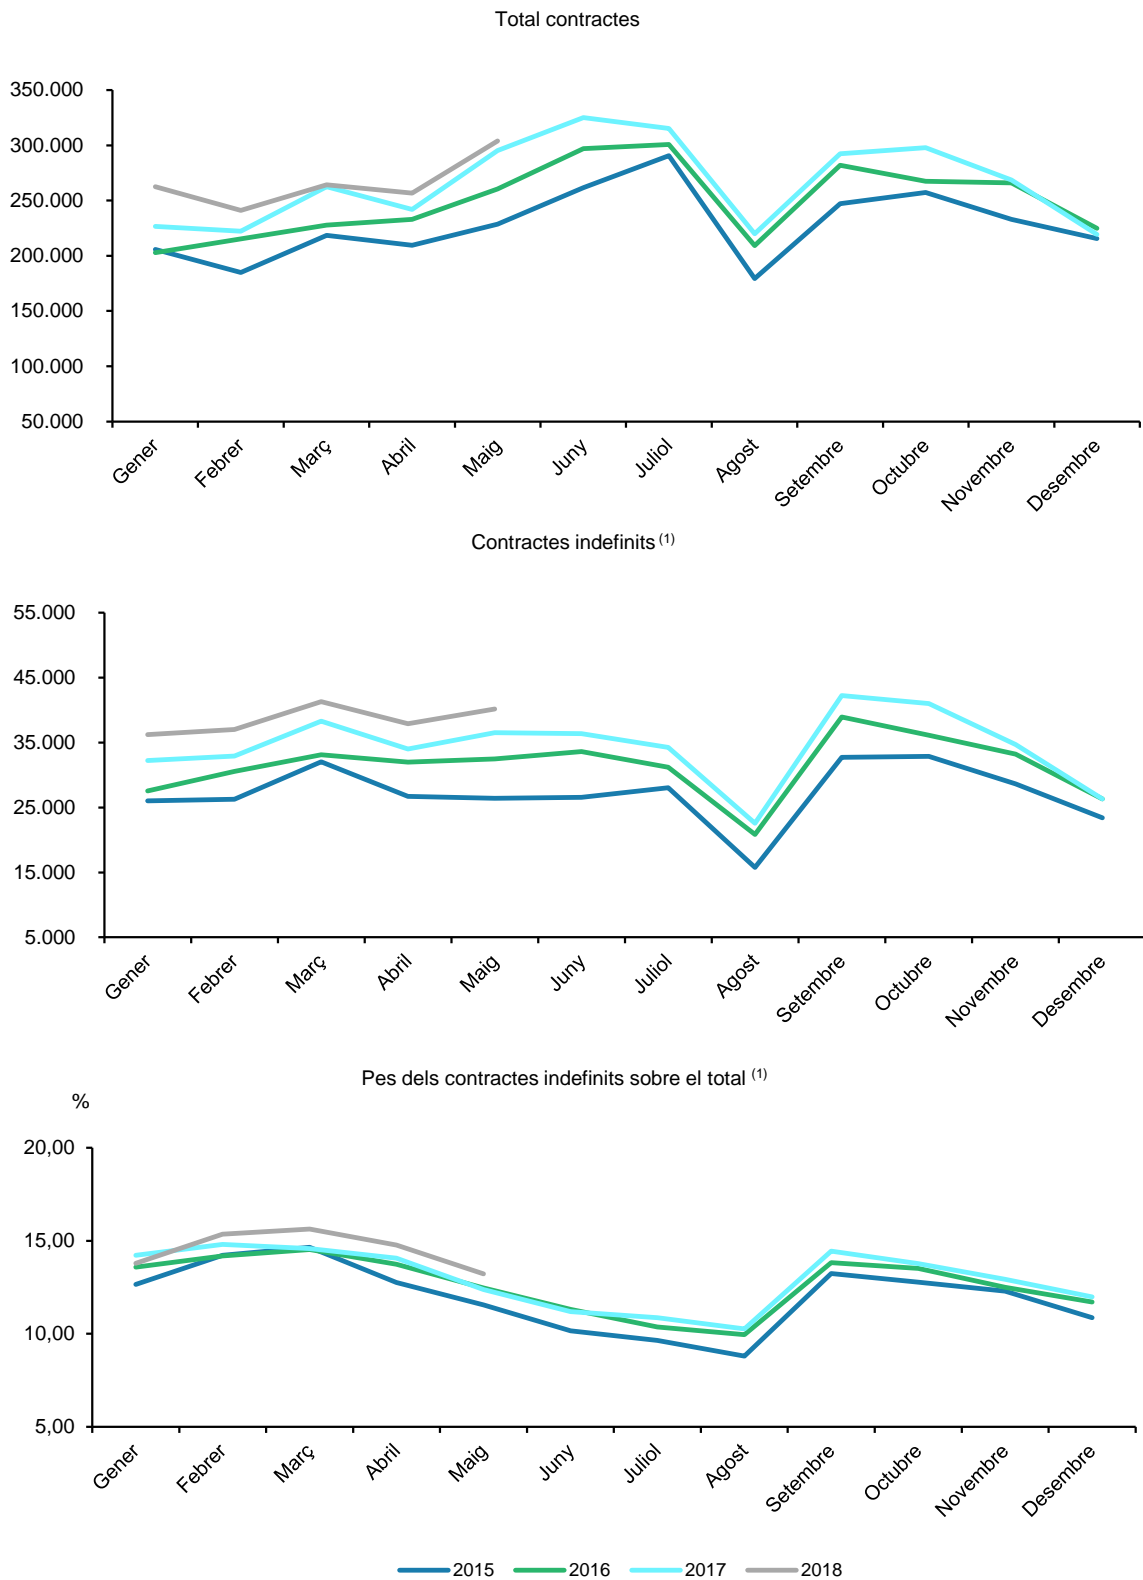 Total contractes
350.000
300.000
250.000
200.000
150.000
100.000
50.000
Gener Febrer Març Abril Maig Juny Juliol Agost Setembre Octubre Novembre Desembre
Contractes indefinits (1)
55.000
45.000
35.000
25.000
15.000
5.000
Gener Febrer Març Abril Maig Juny Juliol Agost Setembre Octubre Novembre Desembre
Pes dels contractes indefinits sobre el total (1)
%
20,00
15,00
10,00
5,00
Gener Febrer Març Abril Maig Juny Juliol Agost Setembre Octubre Novembre Desembre
2015 2016 2017 2018